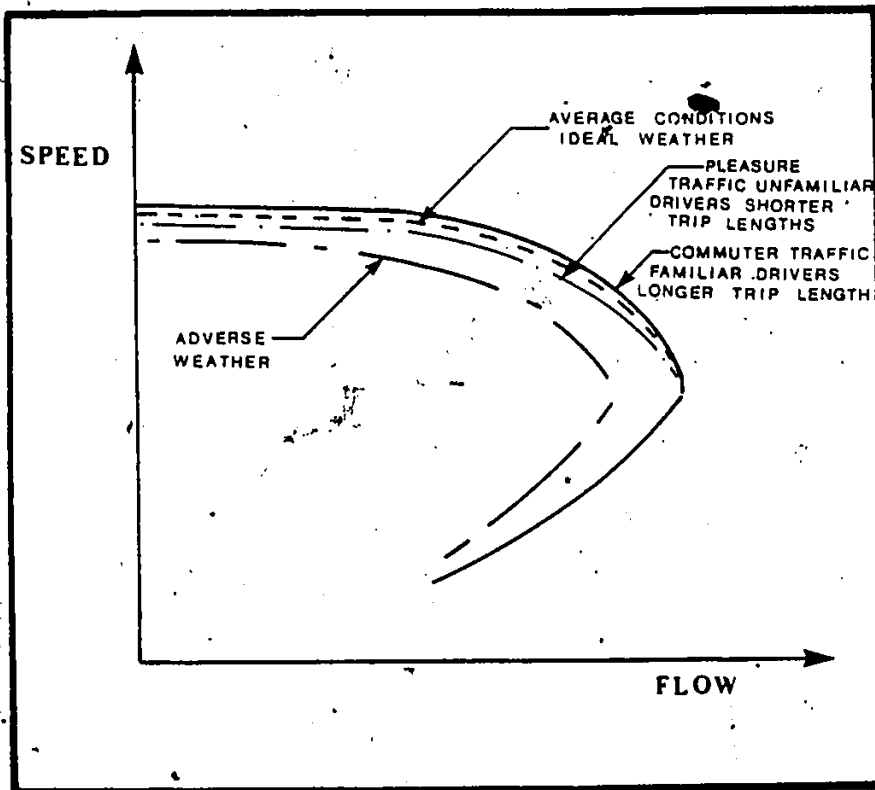 SPEED
AVERAGE CONDITIONS
IDEAL WEATHER
PLEASURE
TRAFFIC UNFAMILIAR
DRIVERS SHORTER
TRIP LENGTHS
COMMUTER TRAFFIC
FAMILIAR DRIVERS
LONGER TRIP LENGTH
ADVERSE
WEATHER
FLOW